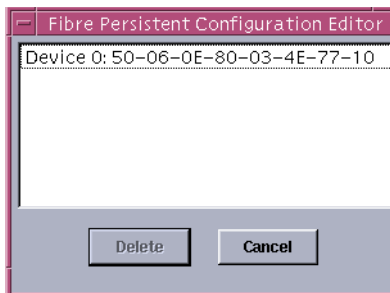 Fibre Persistent Configuration Editor
Device 0: 50-06-0E-80-03-4E-77-10
Delete
Cancel